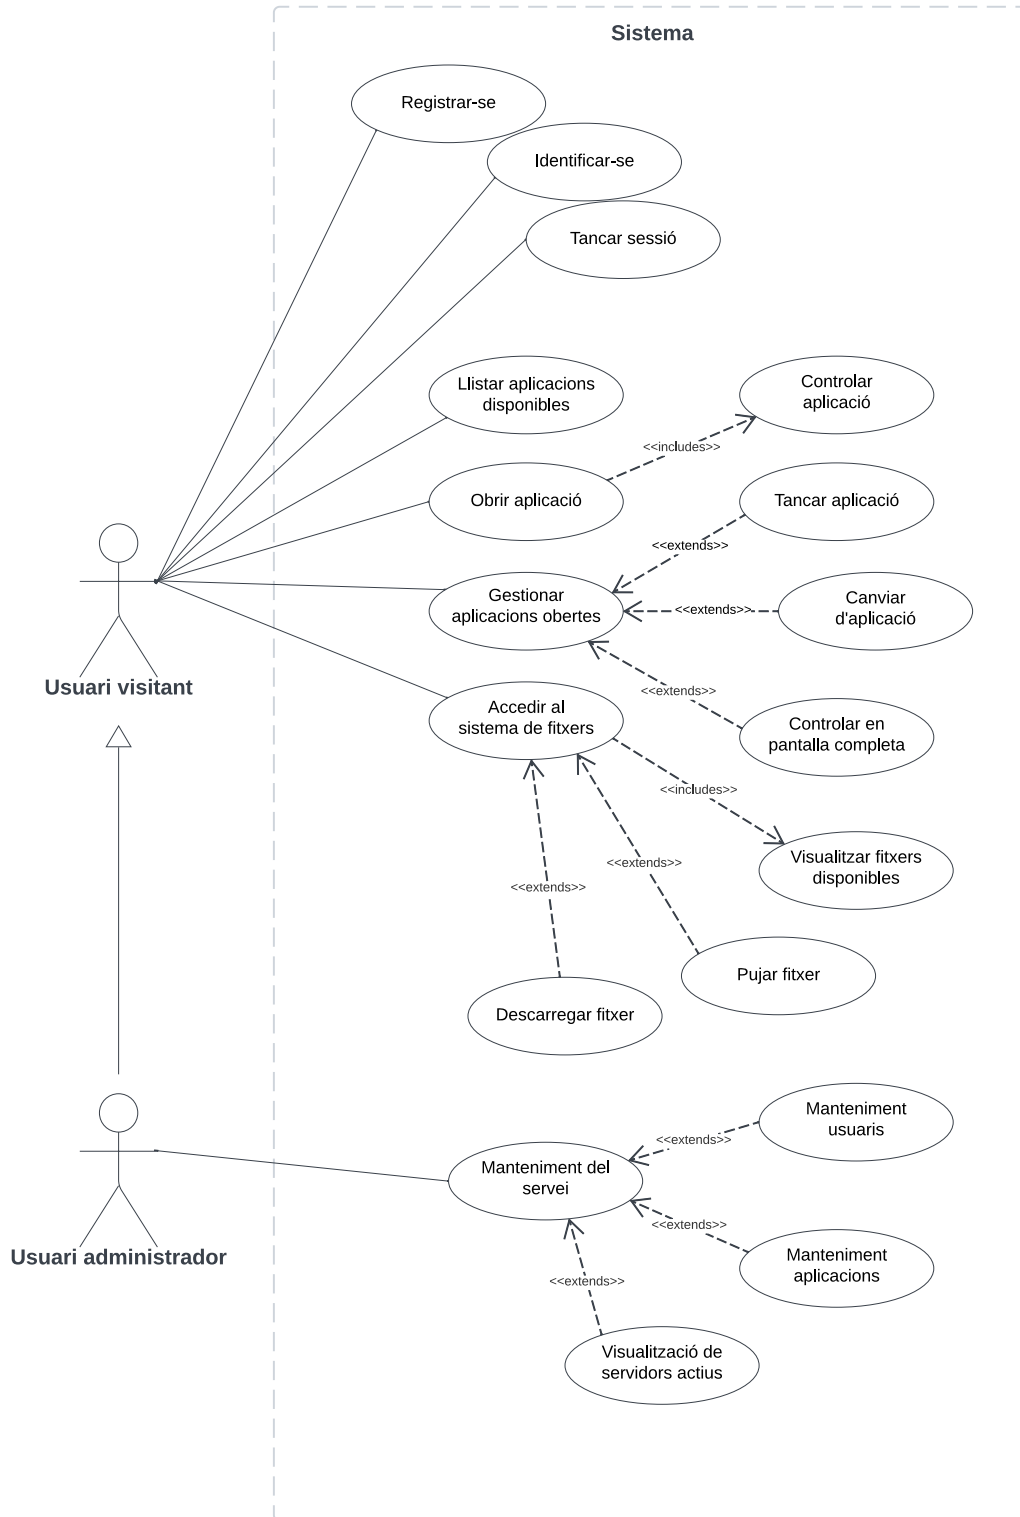 Sistema
Registrar-se
Identificar-se
Tancar sessió
Llistar aplicacions
disponibles
Controlar
aplicació
<<includes>>
Obrir aplicació
Tancar aplicació
<<extends>>
Gestionar
aplicacions obertes
<<extends>>
Canviar
d'aplicació
Usuari visitant
<<extends>>
Accedir al
sistema de fitxers
Controlar en
pantalla completa
<<includes>>
Visualitzar fitxers
disponibles
<<extends>>
<<extends>>
Pujar fitxer
Descarregar fitxer
Manteniment
usuaris
<<extends>>
Manteniment del
servei
<<extends>>
Usuari administrador
Manteniment
aplicacions
<<extends>>
Visualització de
servidors actius